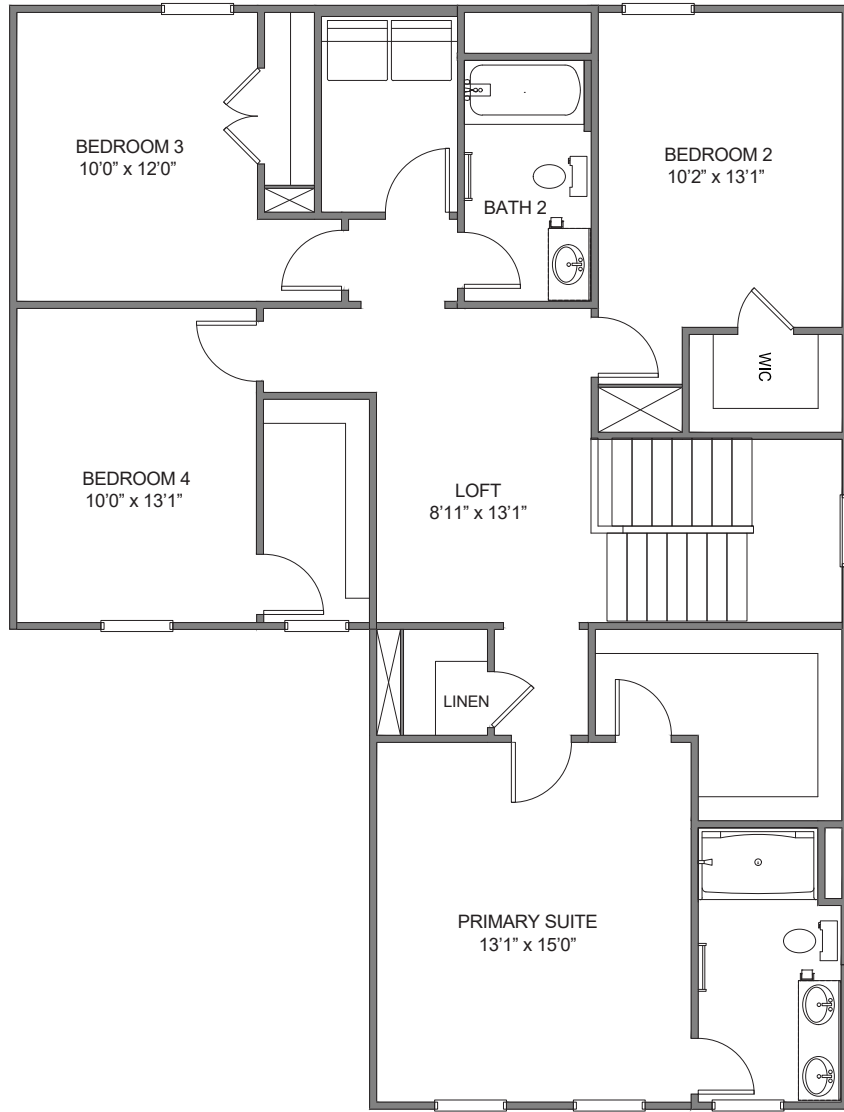 BEDROOM 3
10’0” x 12’0”
BEDROOM 2
10’2” x 13’1”
BATH 2
WIC
BEDROOM 4
10’0” x 13’1”
LOFT
8’11” x 13’1”
LINEN
PRIMARY SUITE
13’1” x 15’0”